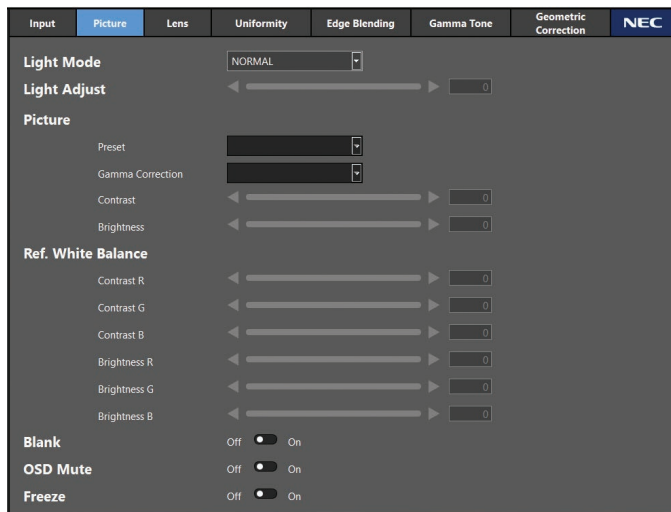 Input Picture Lens Uniformity Edge Blending Gamma Tone Geometric Correction NEC
Light Mode NORMAL
Light Adjust 0
Picture
Preset
Gamma Correction
Contrast 0
Brightness 0
Ref. White Balance
Contrast R 0
Contrast G 0
Contrast B 0
Brightness R 0
Brightness G 0
Brightness B 0
Blank Off On
OSD Mute Off On
Freeze Off On